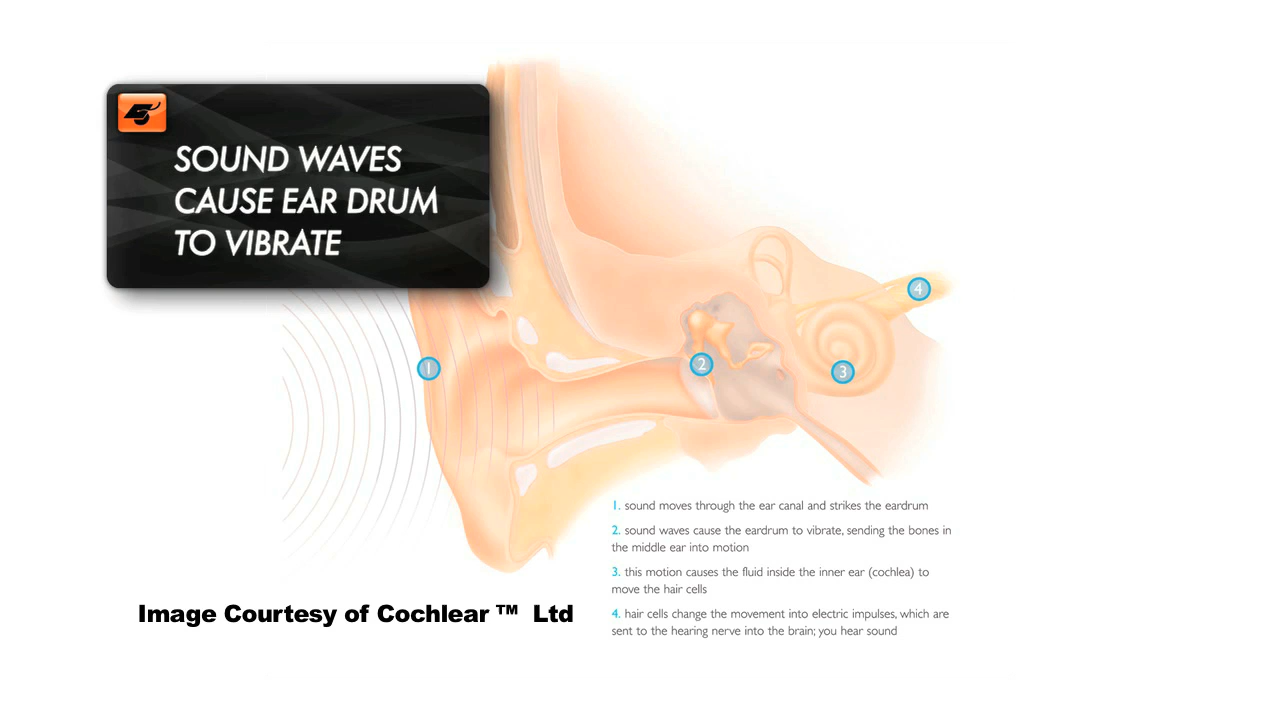 SOUND WAVES
CAUSE EAR DRUM
TO VIBRATE
1
2
3
4
1. sound moves through the ear canal and strikes the eardrum
2. sound waves cause the eardrum to vibrate, sending the bones in
the middle ear into motion
3. this motion causes the fluid inside the inner ear (cochlea) to
move the hair cells
4. hair cells change the movement into electric impulses, which are
sent to the hearing nerve into the brain; you hear sound
Image Courtesy of Cochlear ™ Ltd